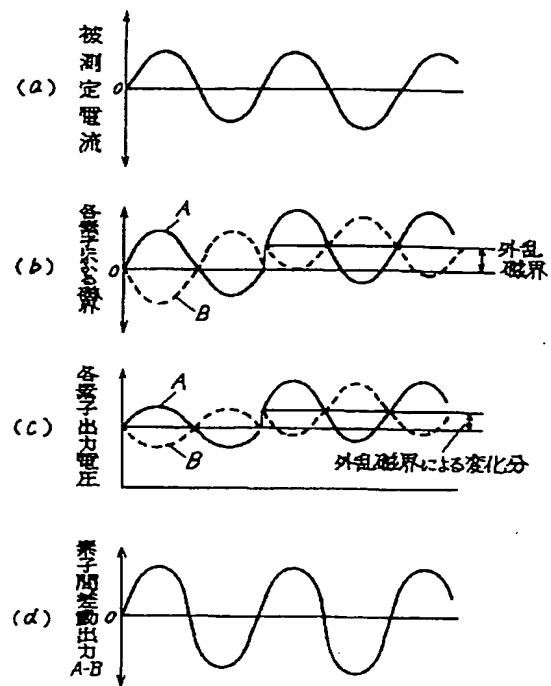 (a)
被測定電流
0
(b)
各素子にかかる磁界
0
A
B
外乱
磁界
(c)
各素子出力電圧
A
B
外乱磁界による変化分
(d)
素子間差動出力
A-B
0